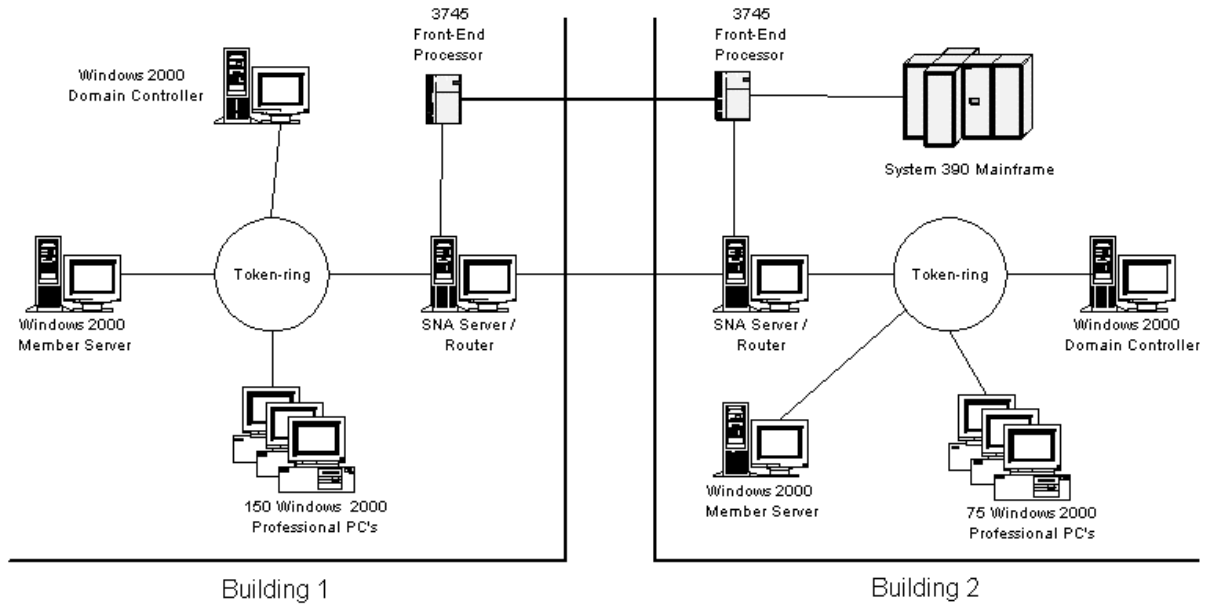 3745
Front-End
Processor
Windows 2000
Domain Controller
Token-ring
Windows 2000
Member Server
SNA Server /
Router
150 Windows 2000
Professional PC's
Building 1
3745
Front-End
Processor
System 390 Mainframe
Token-ring
SNA Server /
Router
Windows 2000
Domain Controller
Windows 2000
Member Server
75 Windows 2000
Professional PC's
Building 2